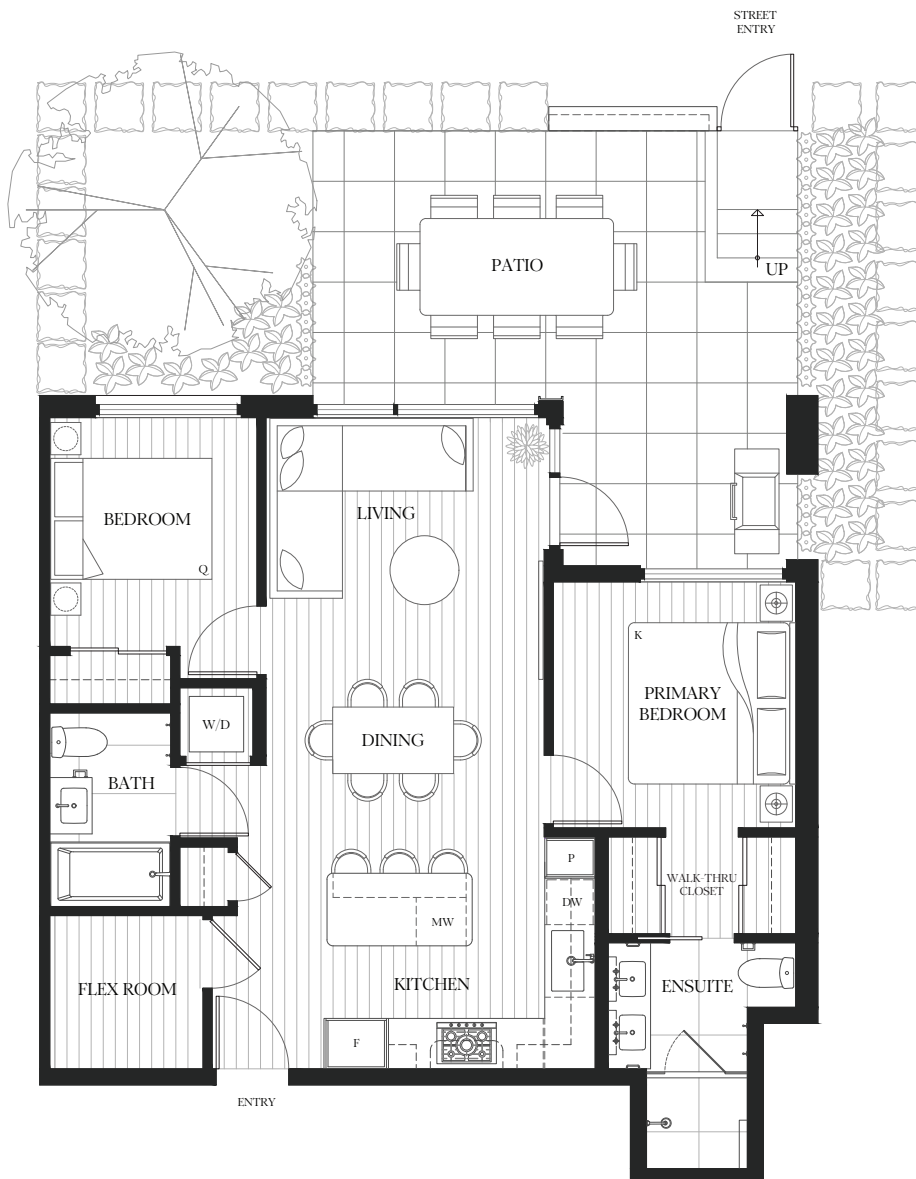 STREET
ENTRY
PATIO
UP
BEDROOM
LIVING
Q
K
PRIMARY
BEDROOM
W/D
DINING
BATH
P
WALK-THRU
CLOSET
DW
MW
FLEX ROOM
KITCHEN
ENSUITE
F
ENTRY